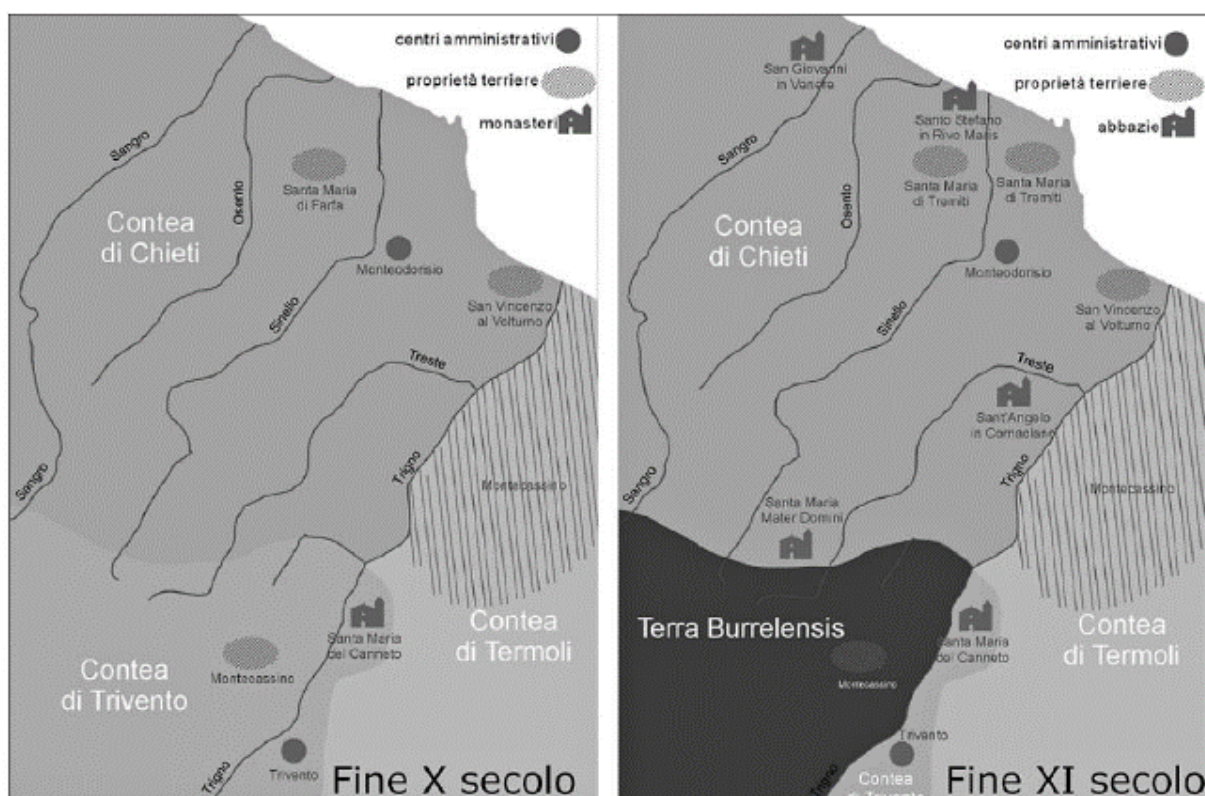 centri amministrativi
proprietà terriere
monasteri
Sangro
Osento
Santa Maria
di Farfa
Contea
di Chieti
Monteodorisio
Sinello
San Vincenzo
al Volturno
Treste
Trigno
Sangro
Montecassino
Santa Maria
del Canneto
Contea
di Termoli
Montecassino
Contea
di Trivento
Trivento
Trigno
Fine X secolo
centri amministrativi
proprietà terriere
abbazie
San Giovanni
in Venere
Santo Stefano
in Rivo Maris
Sangro
Santa Maria
di Tremiti
Santa Maria
di Tremiti
Osento
Contea
di Chieti
Monteodorisio
Sinello
San Vincenzo
al Volturno
Treste
Sant'Angelo
in Cornaclano
Trigno
Sangro
Santa Maria
Mater Domini
Montecassino
Terra Burrelensis
Santa Maria
del Canneto
Contea
di Termoli
Montecassino
Trivento
Contea
di Trivento
Trigno
Fine XI secolo